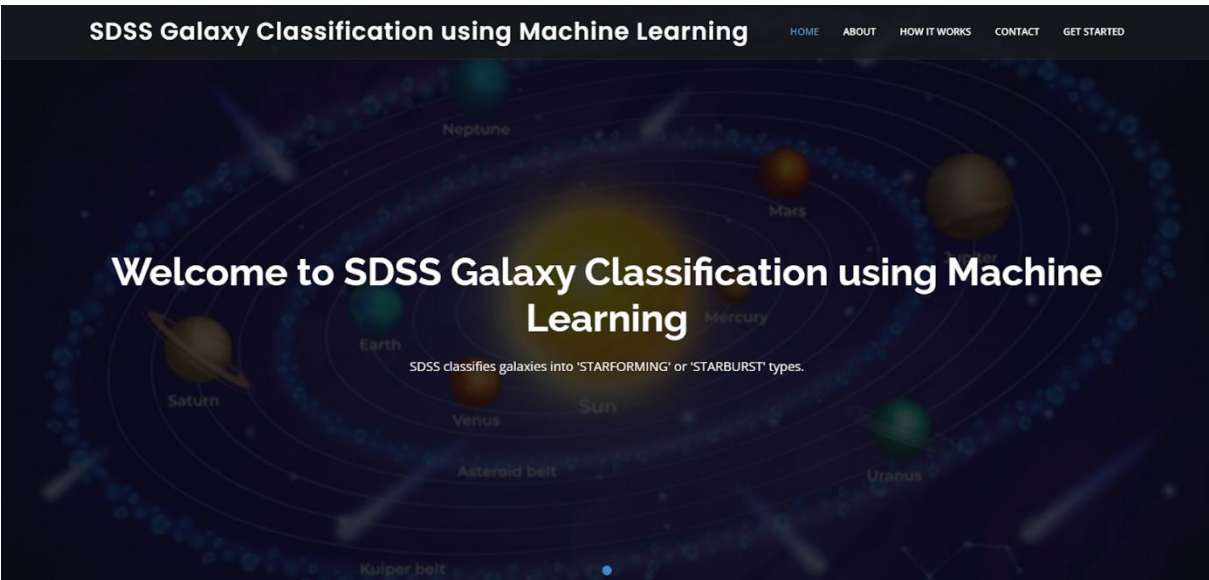 SDSS Galaxy Classification using Machine Learning
HOME ABOUT HOW IT WORKS CONTACT GET STARTED
Neptune
Mars
Jupiter
Welcome to SDSS Galaxy Classification using Machine
Learning
Mercury
Earth
SDSS classifies galaxies into 'STARFORMING' or 'STARBURST' types.
Saturn
Sun
Venus
Asteroid belt
Uranus
Kuiper belt